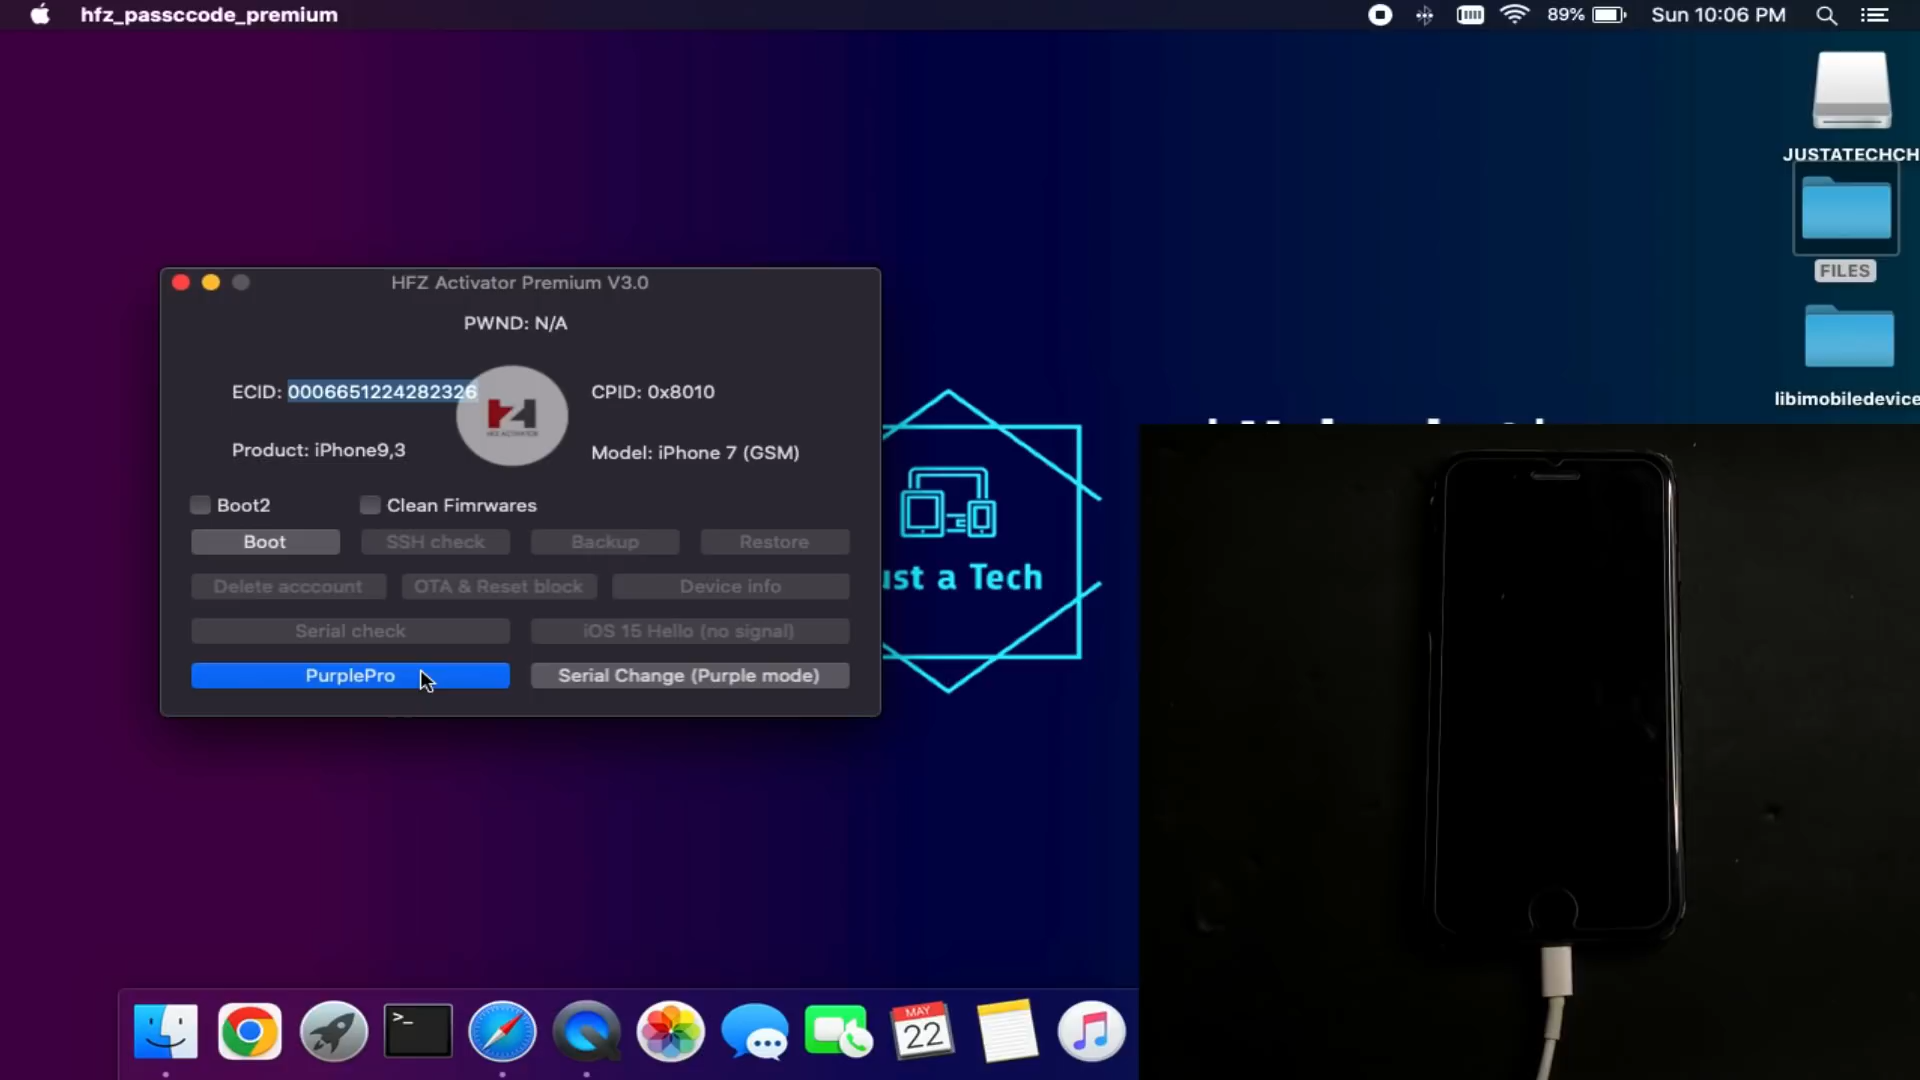 hfz_passccode_premium
89%
Sun 10:06 PM
JUSTATECHCH
FILES
libimobiledevice
HFZ Activator Premium V3.0
PWND: N/A
ECID: 0006651224282326
CPID: 0x8010
Product: iPhone9,3
Model: iPhone 7 (GSM)
HFZ ACTIVATOR
Boot2
Clean Fimrwares
Boot
SSH check
Backup
Restore
Delete acccount
OTA & Reset block
Device info
Serial check
iOS 15 Hello (no signal)
PurplePro
Serial Change (Purple mode)
ust a Tech
>_
MAY
22